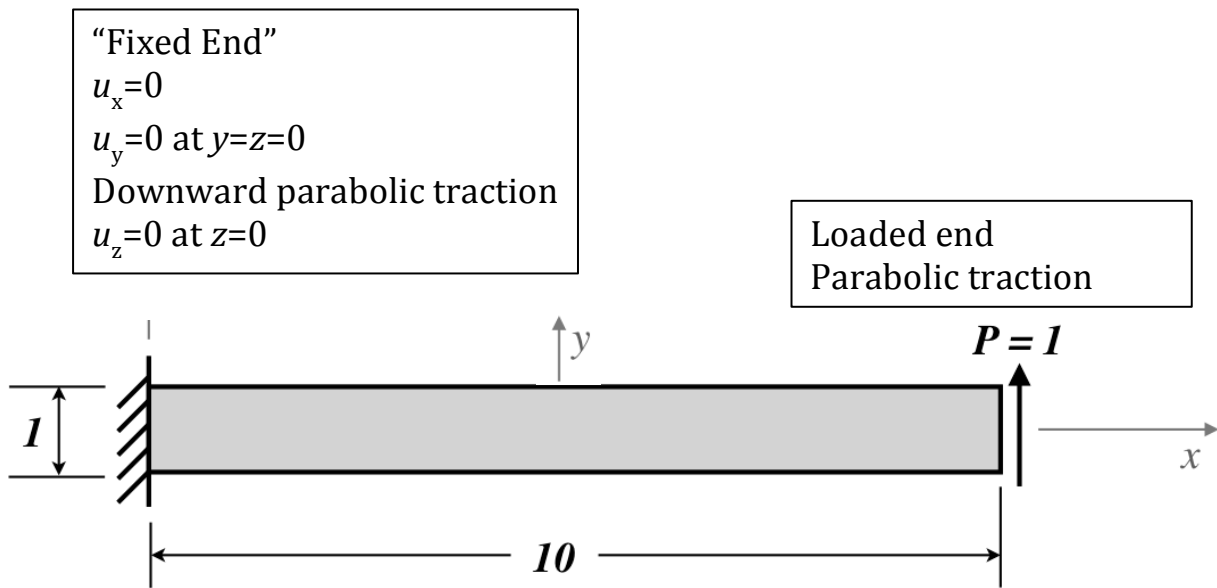 “Fixed End”
uₓ=0
u_y=0 at y=z=0
Downward parabolic traction
u_z=0 at z=0
Loaded end
Parabolic traction
P = 1
y
1
x
10